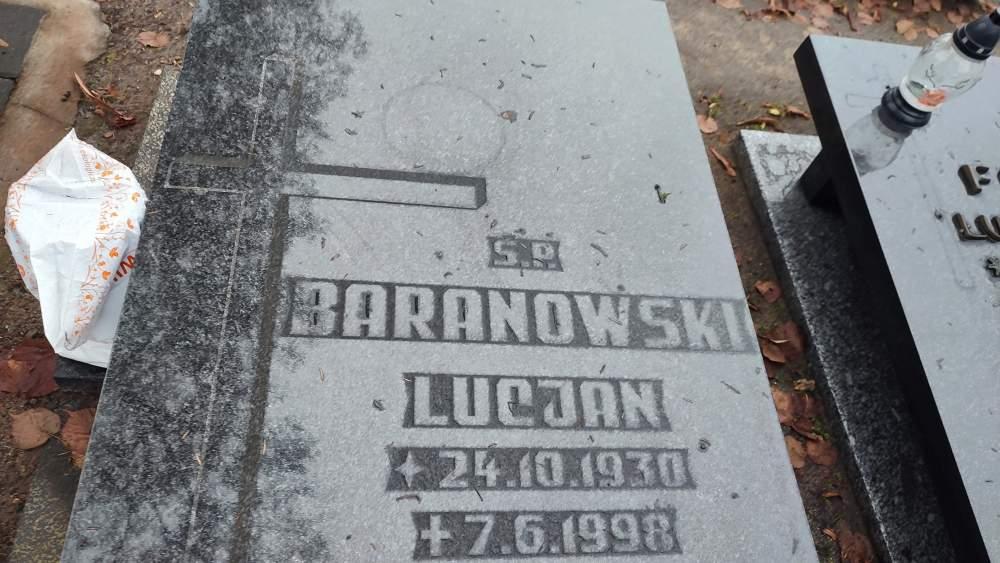 Ś.P.
BARANOWSKI
LUCJAN
24.10.1930
7.6.1998